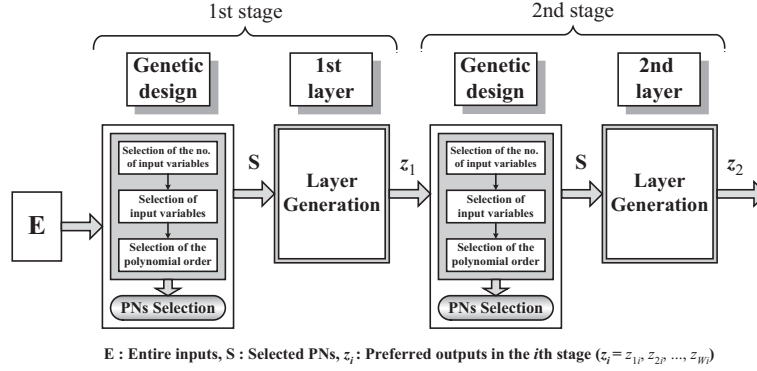 1st stage
2nd stage
Genetic design
1st layer
Genetic design
2nd layer
E
Selection of the no. of input variables
Selection of input variables
Selection of the polynomial order
PNs Selection
S
Layer Generation
z1
Selection of the no. of input variables
Selection of input variables
Selection of the polynomial order
PNs Selection
S
Layer Generation
z2
E : Entire inputs, S : Selected PNs, zi : Preferred outputs in the ith stage (zi = z1i, z2i, ..., zWi)